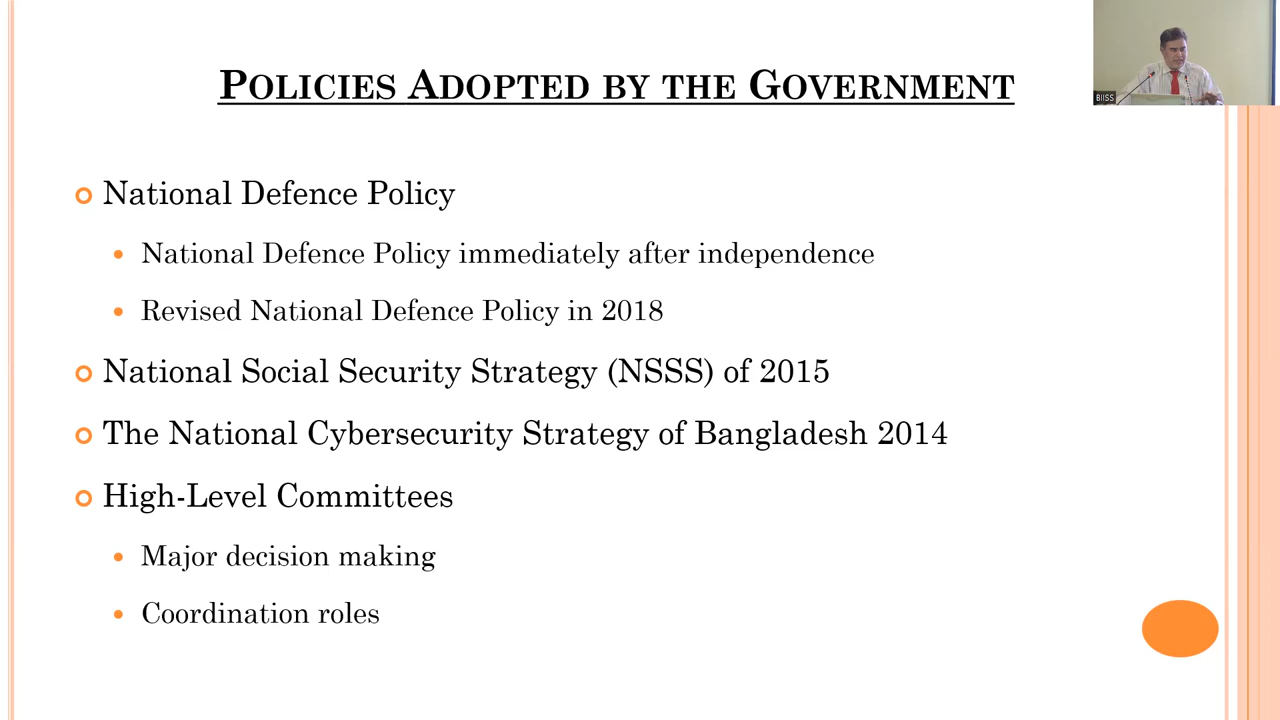 POLICIES ADOPTED BY THE GOVERNMENT
BIISS
National Defence Policy
National Defence Policy immediately after independence
Revised National Defence Policy in 2018
National Social Security Strategy (NSSS) of 2015
The National Cybersecurity Strategy of Bangladesh 2014
High-Level Committees
Major decision making
Coordination roles